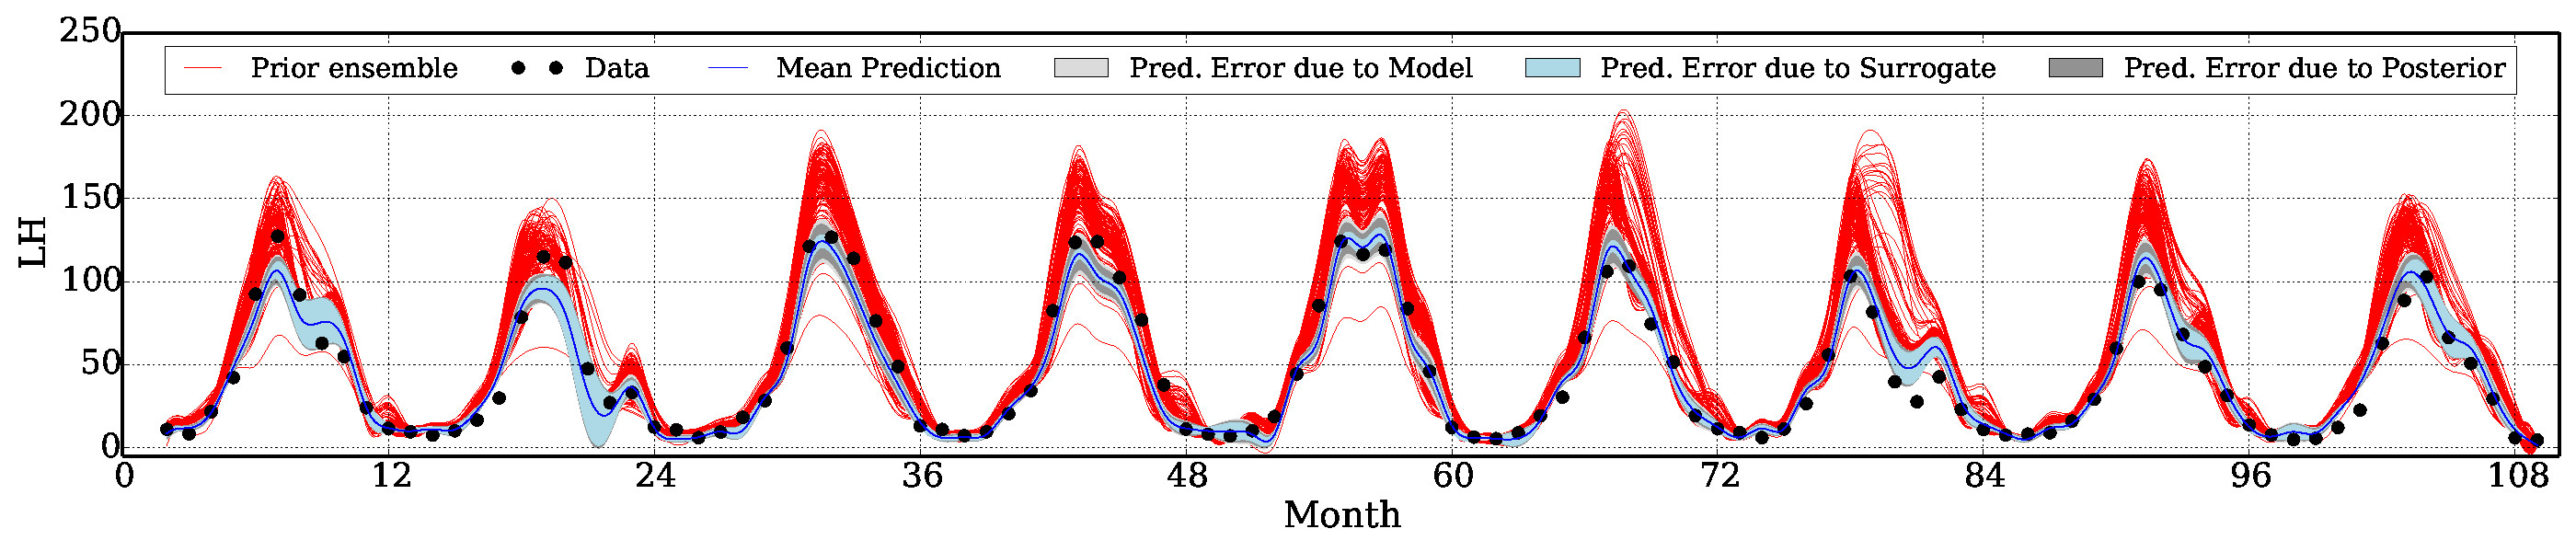 250
Prior ensemble Data Mean Prediction Pred. Error due to Model Pred. Error due to Surrogate Pred. Error due to Posterior
200
150
LH
100
50
0
0 12 24 36 48 60 72 84 96 108
Month